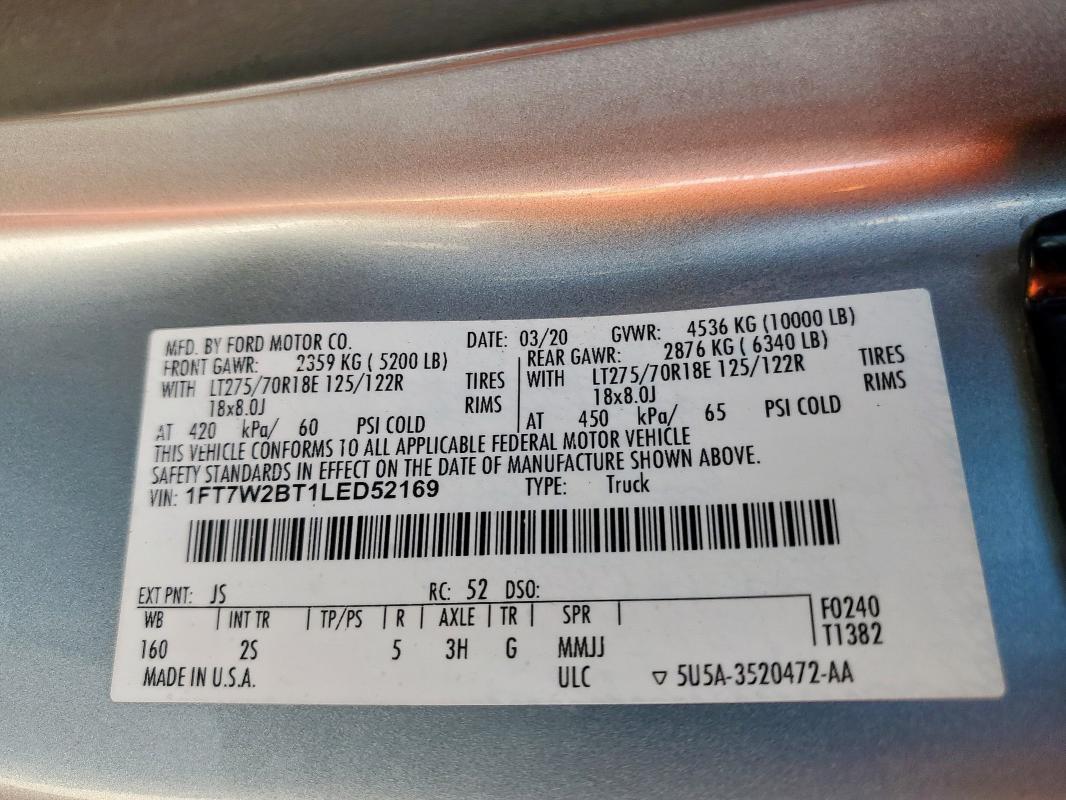 MFD. BY FORD MOTOR CO. DATE: 03/20 GVWR: 4536 KG (10000 LB)
FRONT GAWR: 2359 KG ( 5200 LB) REAR GAWR: 2876 KG ( 6340 LB)
WITH LT275/70R18E 125/122R TIRES WITH LT275/70R18E 125/122R TIRES
18x8.0J RIMS 18x8.0J RIMS
AT 420 kPa/ 60 PSI COLD AT 450 kPa/ 65 PSI COLD
THIS VEHICLE CONFORMS TO ALL APPLICABLE FEDERAL MOTOR VEHICLE
SAFETY STANDARDS IN EFFECT ON THE DATE OF MANUFACTURE SHOWN ABOVE.
VIN: 1FT7W2BT1LED52169 TYPE: Truck
EXT PNT: JS RC: 52 DSO:
WB INT TR TP/PS R AXLE TR SPR F0240
160 2S 5 3H G MMJJ T1382
MADE IN U.S.A. ULC ▽ 5U5A-3520472-AA